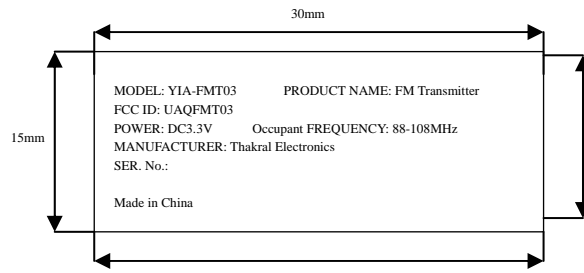 30mm
MODEL: YIA-FMT03 PRODUCT NAME: FM Transmitter
FCC ID: UAQFMT03
POWER: DC3.3V Occupant FREQUENCY: 88-108MHz
15mm
MANUFACTURER: Thakral Electronics
SER. No.:
Made in China